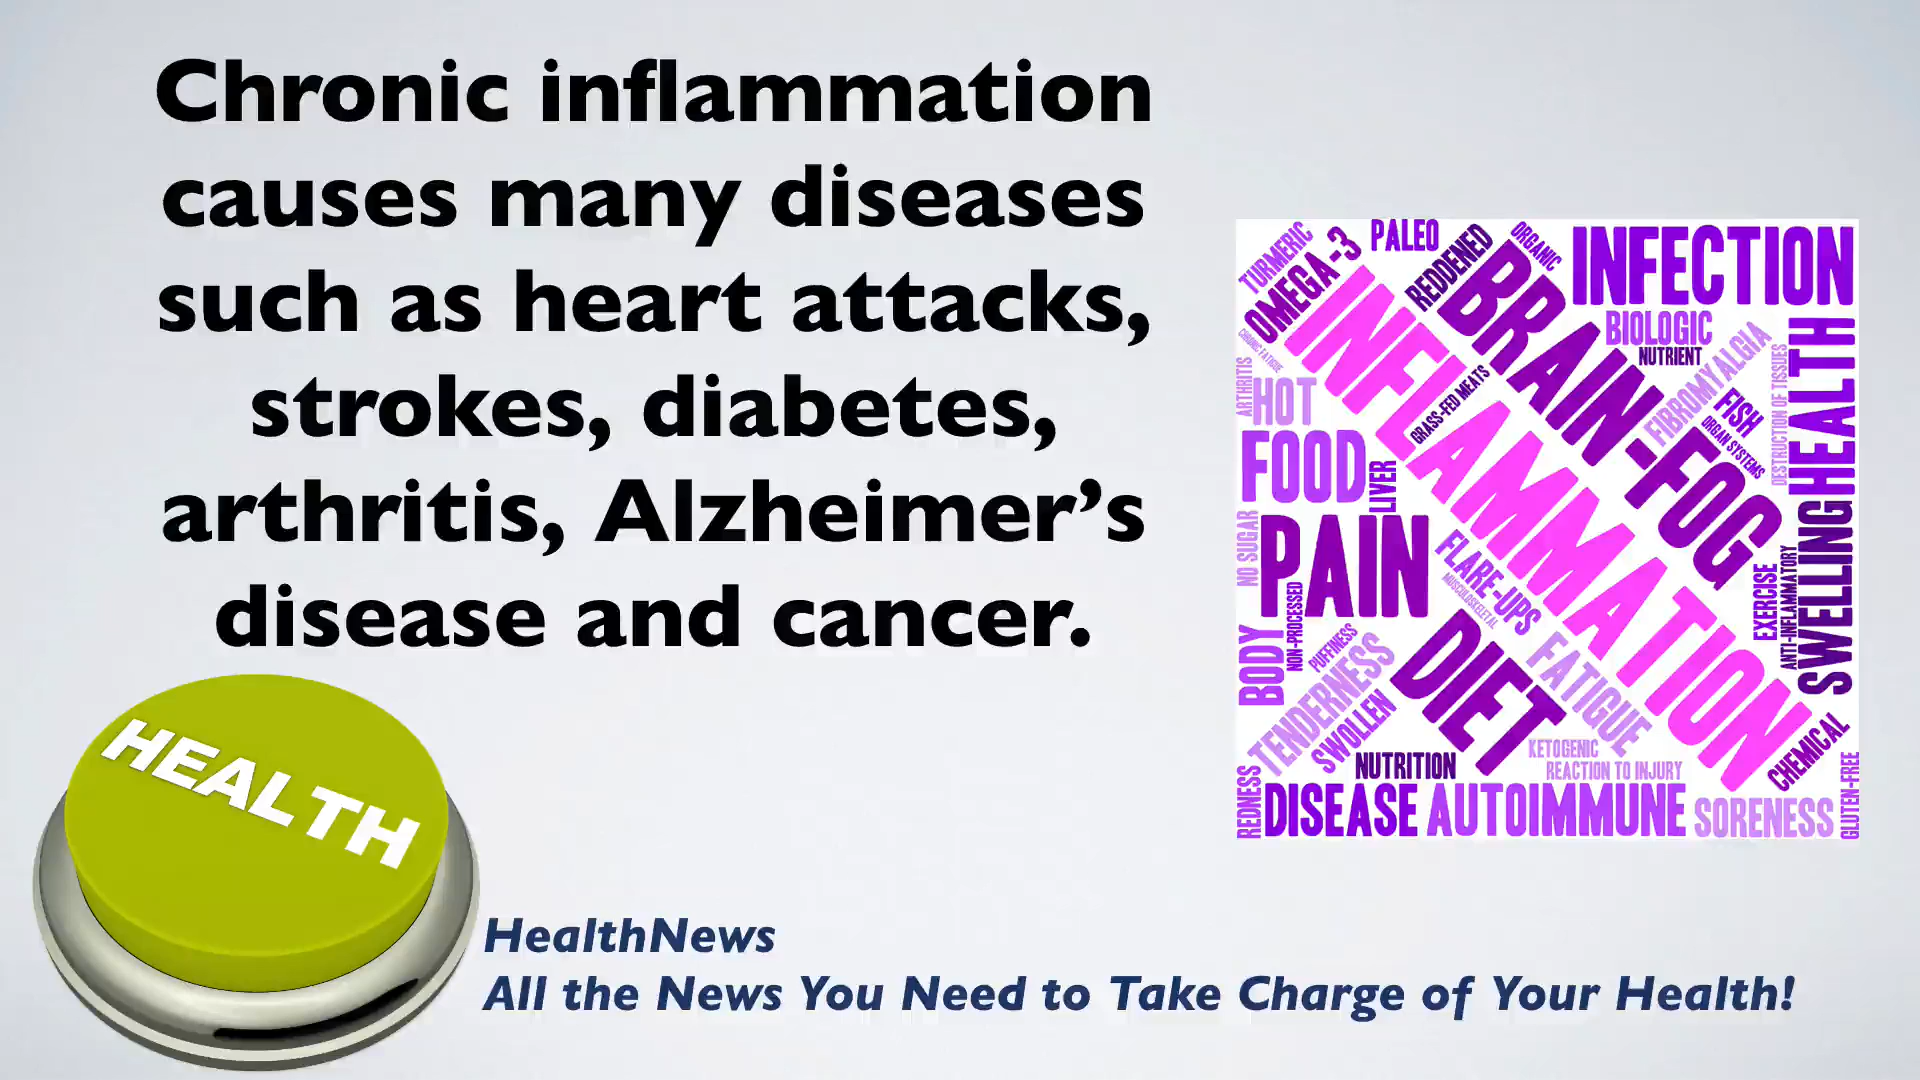 Chronic inflammation
causes many diseases
such as heart attacks,
strokes, diabetes,
arthritis, Alzheimer’s
disease and cancer.
TURMERIC
OMEGA-3
PALEO
REDDENED
ORGANIC
INFECTION
BRAIN-FOG
INFLAMMATION
BIOLOGIC
NUTRIENT
FIBROMYALGIA
CHRONIC FATIGUE
ARTHRITIS
HOT
GRASS-FED MEATS
FISH
ORGAN SYSTEMS
DESTRUCTION OF TISSUES
HEALTH
FOOD
LIVER
NO SUGAR
PAIN
FLARE-UPS
MUSCULOSKELETAL
EXERCISE
ANTI-INFLAMMATORY
SWELLING
BODY
NON-PROCESSED
PUFFINESS
TENDERNESS
SWOLLEN
DIET
FATIGUE
KETOGENIC
REACTION TO INJURY
CHEMICAL
NUTRITION
REDNESS
DISEASE
AUTOIMMUNE
SORENESS
GLUTEN-FREE
HEALTH
HealthNews
All the News You Need to Take Charge of Your Health!